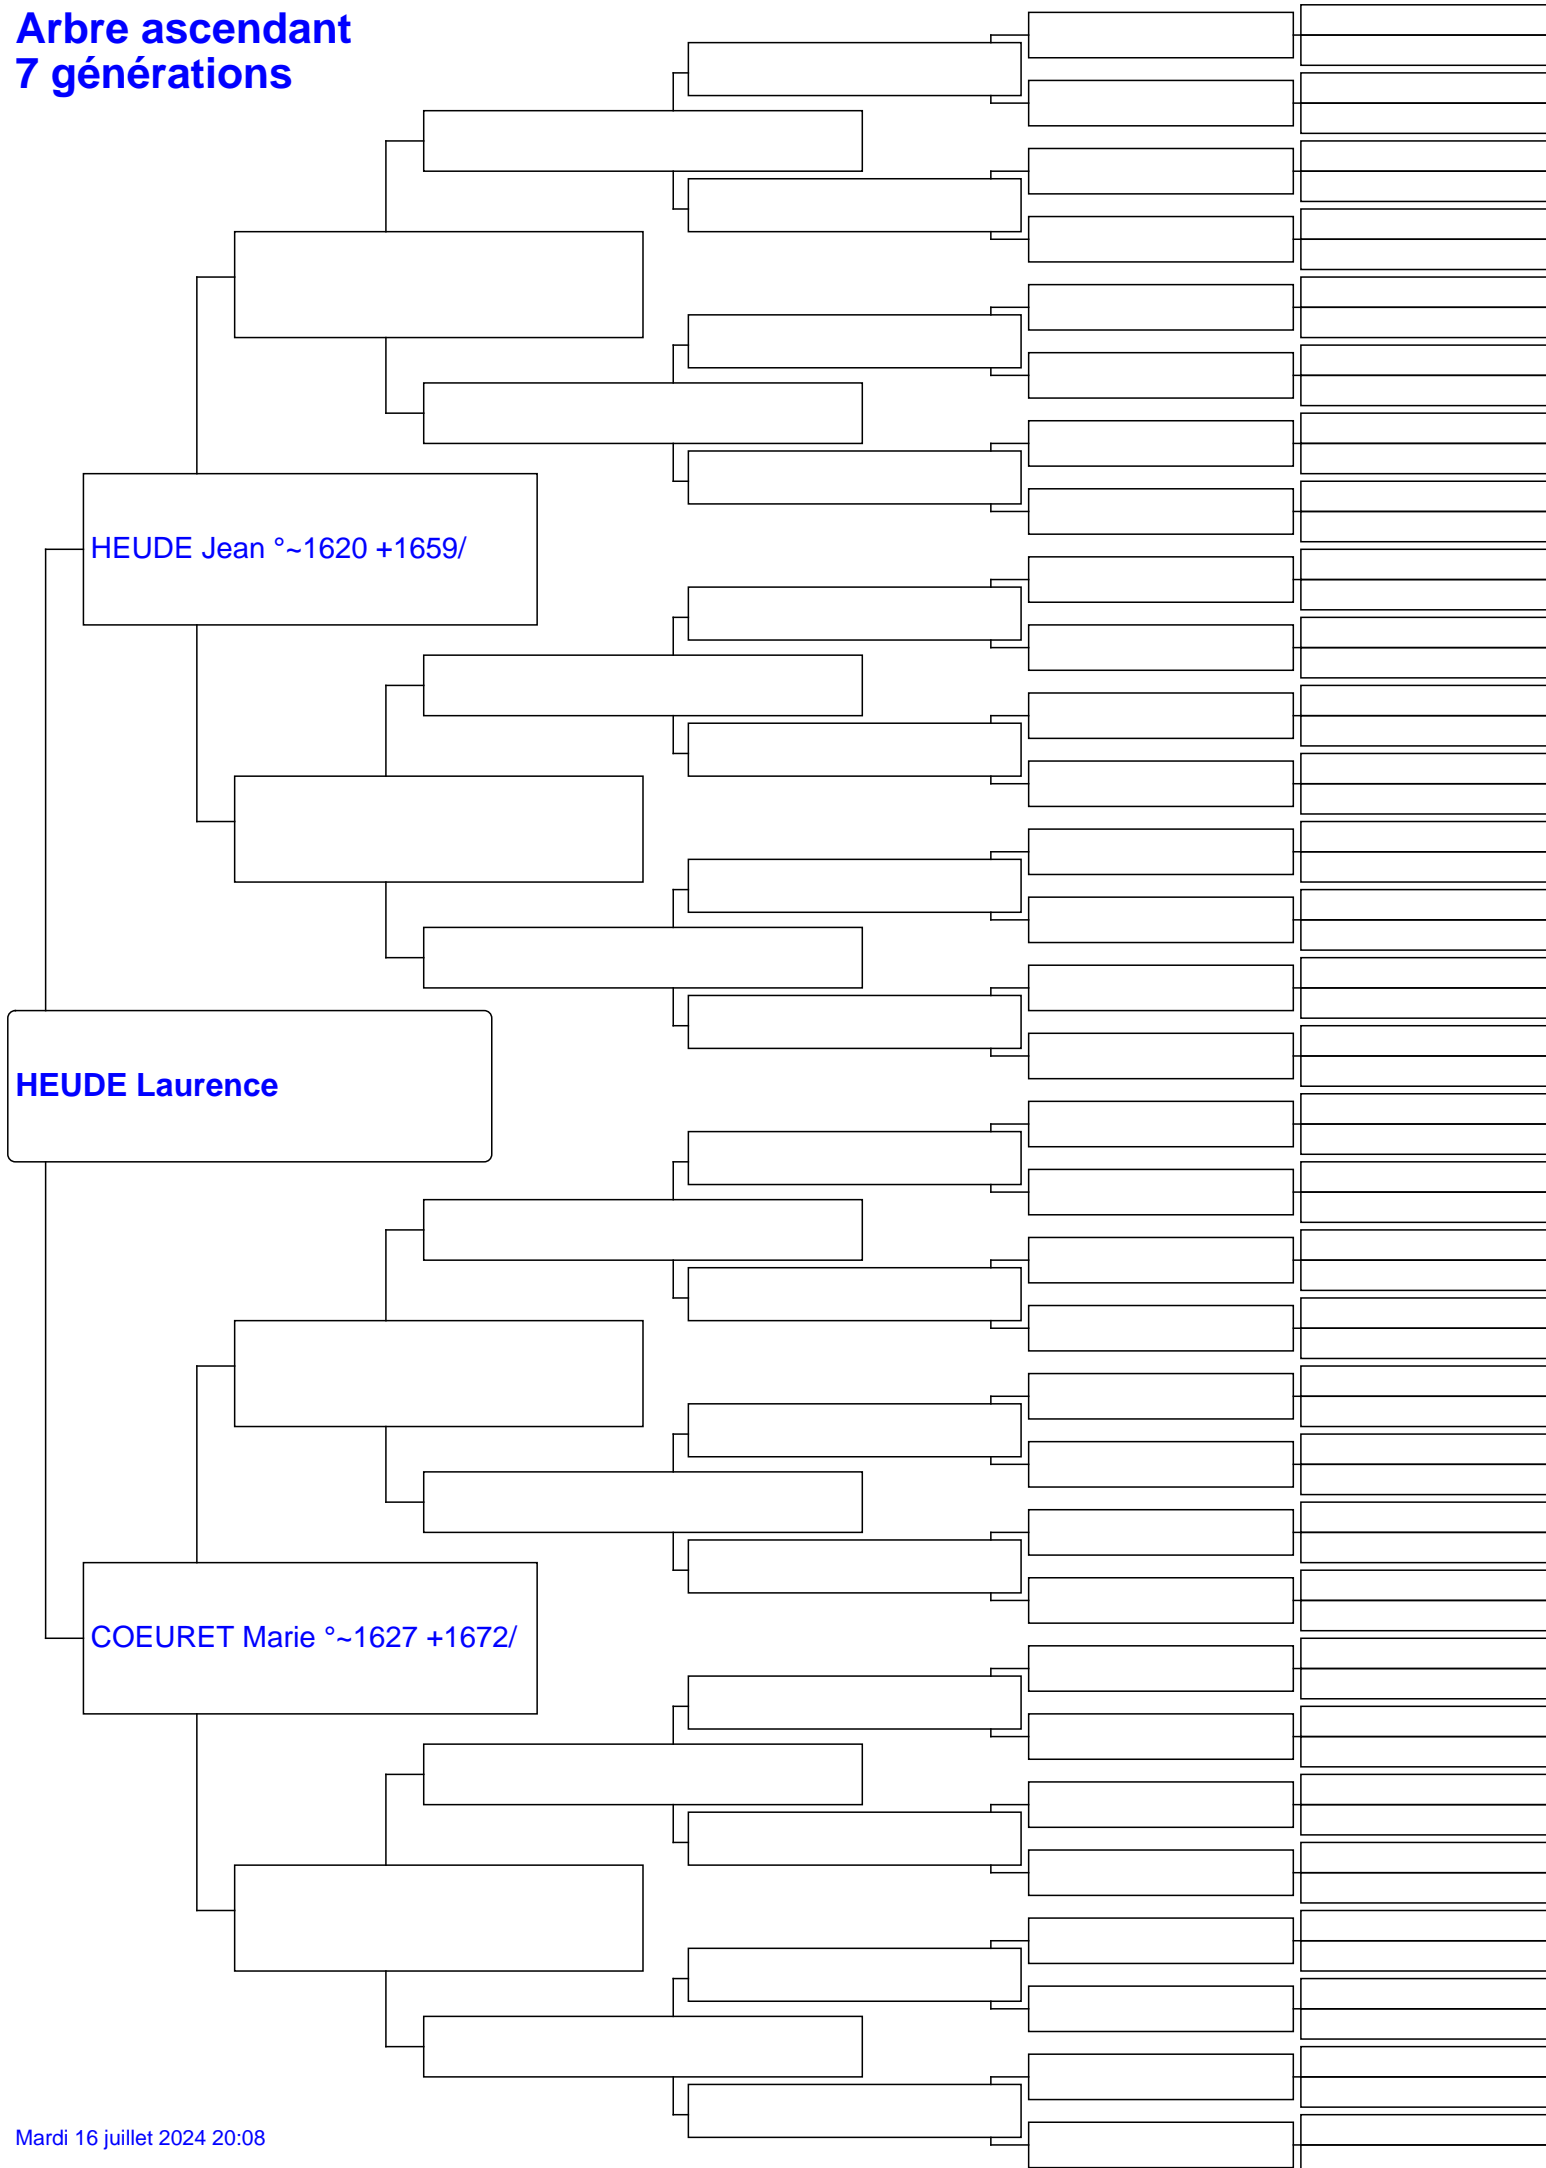 Arbre ascendant
7 générations
HEUDE Jean °~1620 +1659/
HEUDE Laurence
COEURET Marie °~1627 +1672/
Mardi 16 juillet 2024 20:08